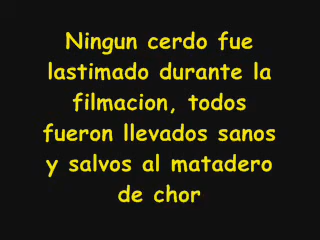 Ningun cerdo fue
lastimado durante la
filmacion, todos
fueron llevados sanos
y salvos al matadero
de chor